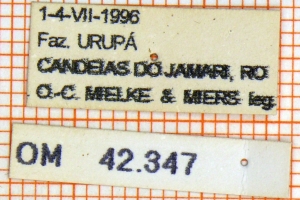 1-4-VII-1996
Faz. URUPÁ
CANDEIAS DO JAMARI, RO
O.-C. MIELKE & MIERS leg.
OM 42.347